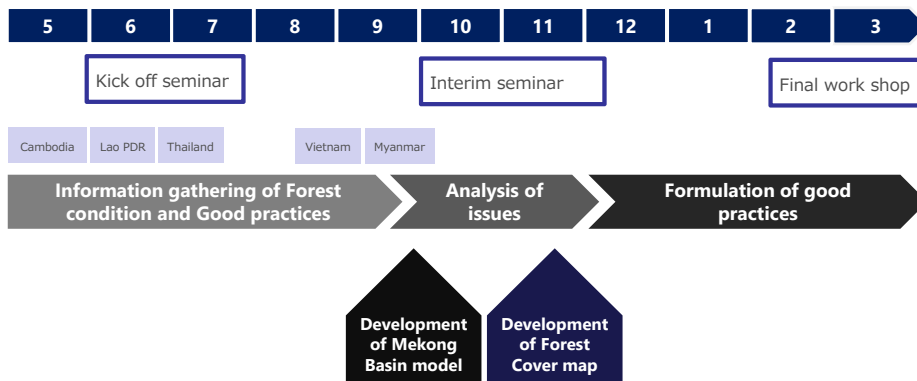 5 6 7 8 9 10 11 12 1 2 3
Kick off seminar
Interim seminar
Final work shop
Cambodia Lao PDR Thailand Vietnam Myanmar
Information gathering of Forest
condition and Good practices
Analysis of
issues
Formulation of good
practices
Development
of Mekong
Basin model
Development
of Forest
Cover map